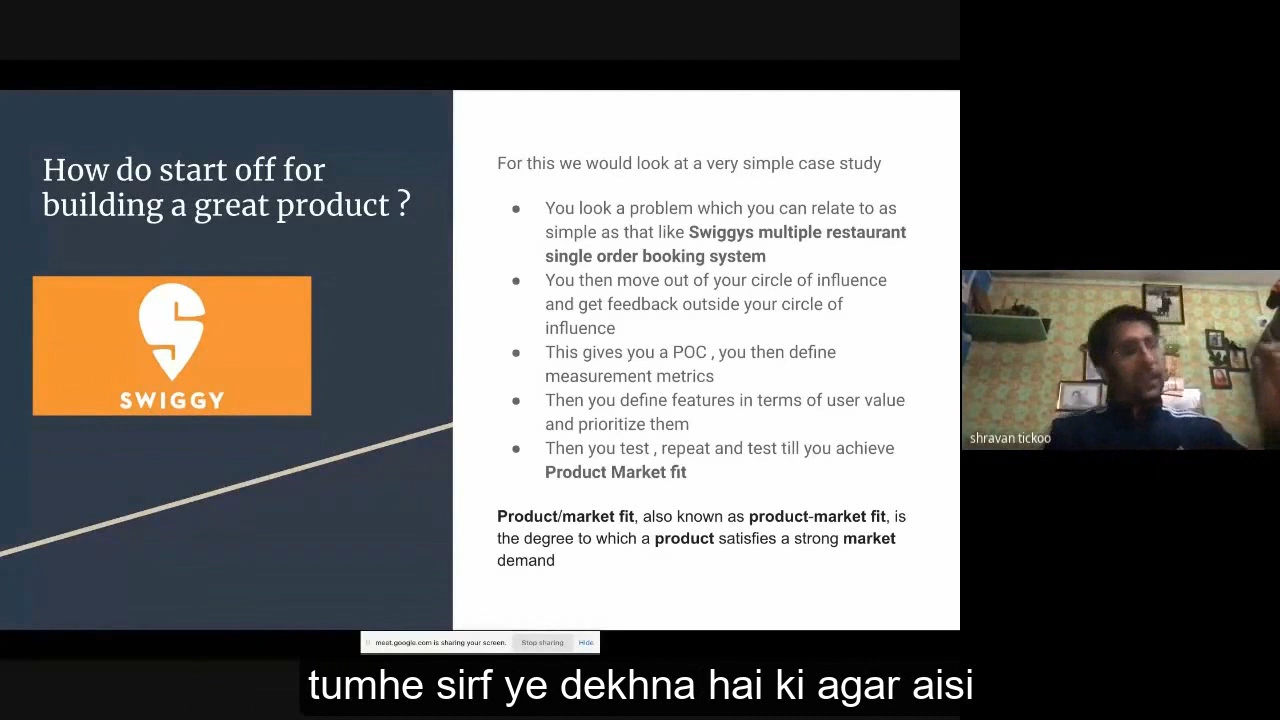 How do start off for
building a great product ?
SWIGGY
For this we would look at a very simple case study
● You look a problem which you can relate to as
simple as that like Swiggys multiple restaurant
single order booking system
● You then move out of your circle of influence
and get feedback outside your circle of
influence
● This gives you a POC , you then define
measurement metrics
● Then you define features in terms of user value
and prioritize them
● Then you test , repeat and test till you achieve
Product Market fit
Product/market fit, also known as product-market fit, is
the degree to which a product satisfies a strong market
demand
shravan tickoo
meet.google.com is sharing your screen. Stop sharing Hide
tumhe sirf ye dekhna hai ki agar aisi